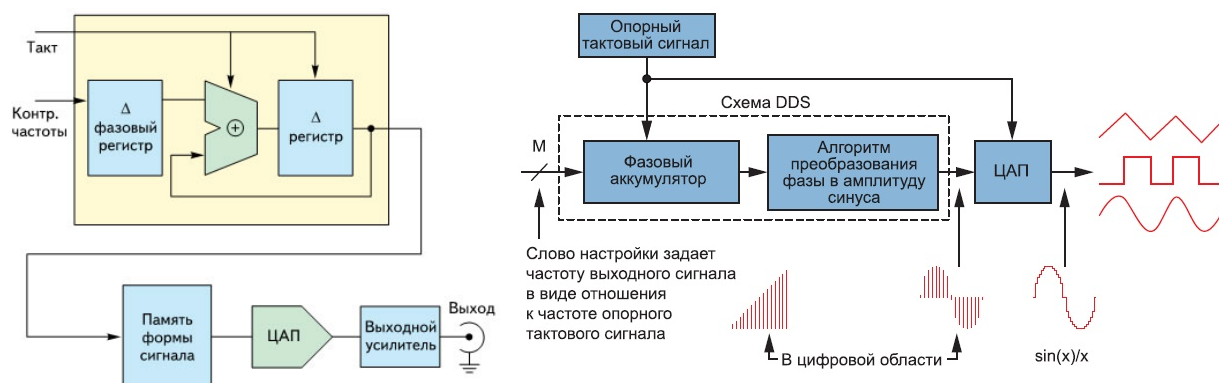 Такт
Контр.
частоты
Δ
фазовый
регистр
+
Δ
регистр
Память
формы
сигнала
ЦАП
Выходной
усилитель
Выход
Опорный
тактовый сигнал
Схема DDS
M
Фазовый
аккумулятор
Алгоритм
преобразования
фазы в амплитуду
синуса
ЦАП
Слово настройки задает
частоту выходного сигнала
в виде отношения
к частоте опорного
тактового сигнала
В цифровой области
sin(x)/x